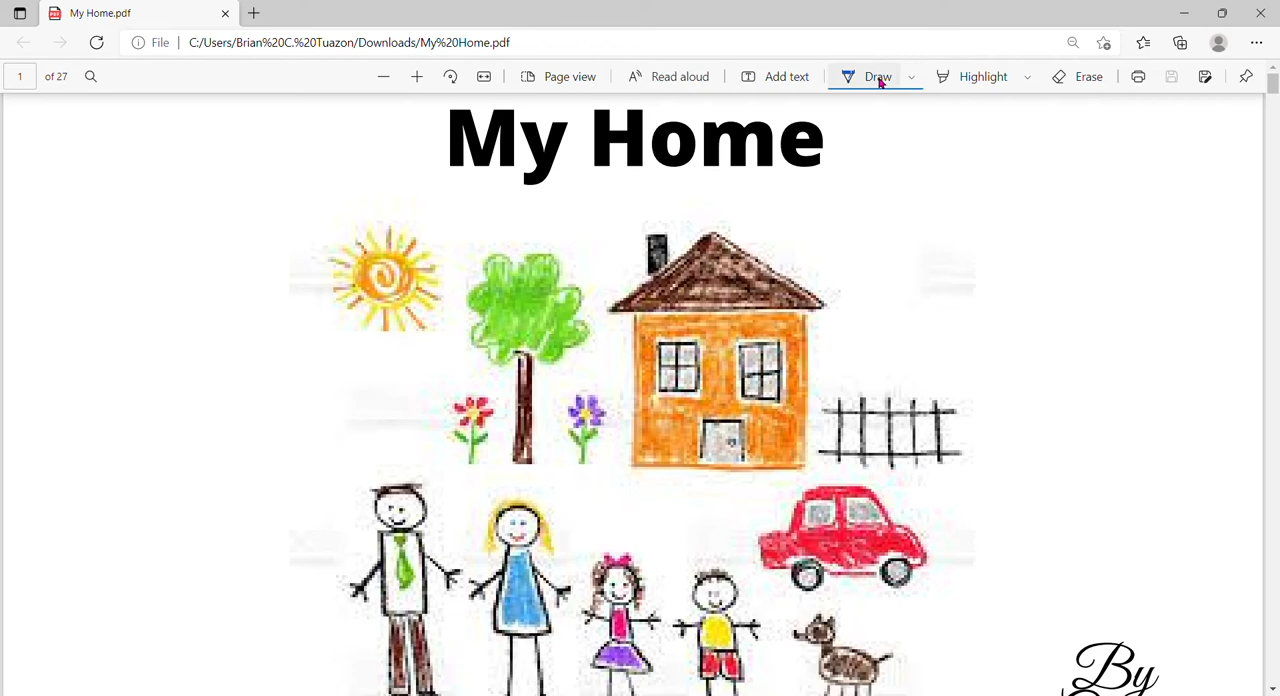 My Home.pdf
File C:/Users/Brian%20C.%20Tuazon/Downloads/My%20Home.pdf
1 of 27 Page view Read aloud Add text Draw Highlight Erase
My Home
By